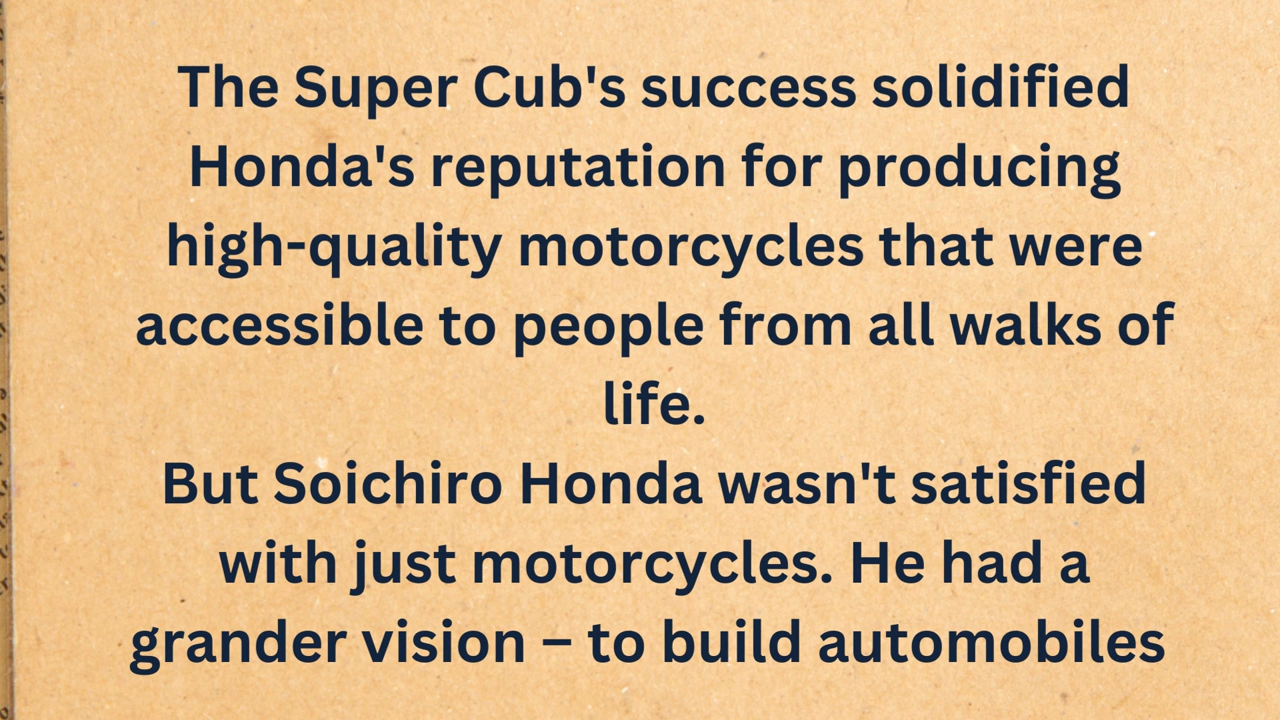 The Super Cub's success solidified
Honda's reputation for producing
high-quality motorcycles that were
accessible to people from all walks of
life.
But Soichiro Honda wasn't satisfied
with just motorcycles. He had a
grander vision – to build automobiles